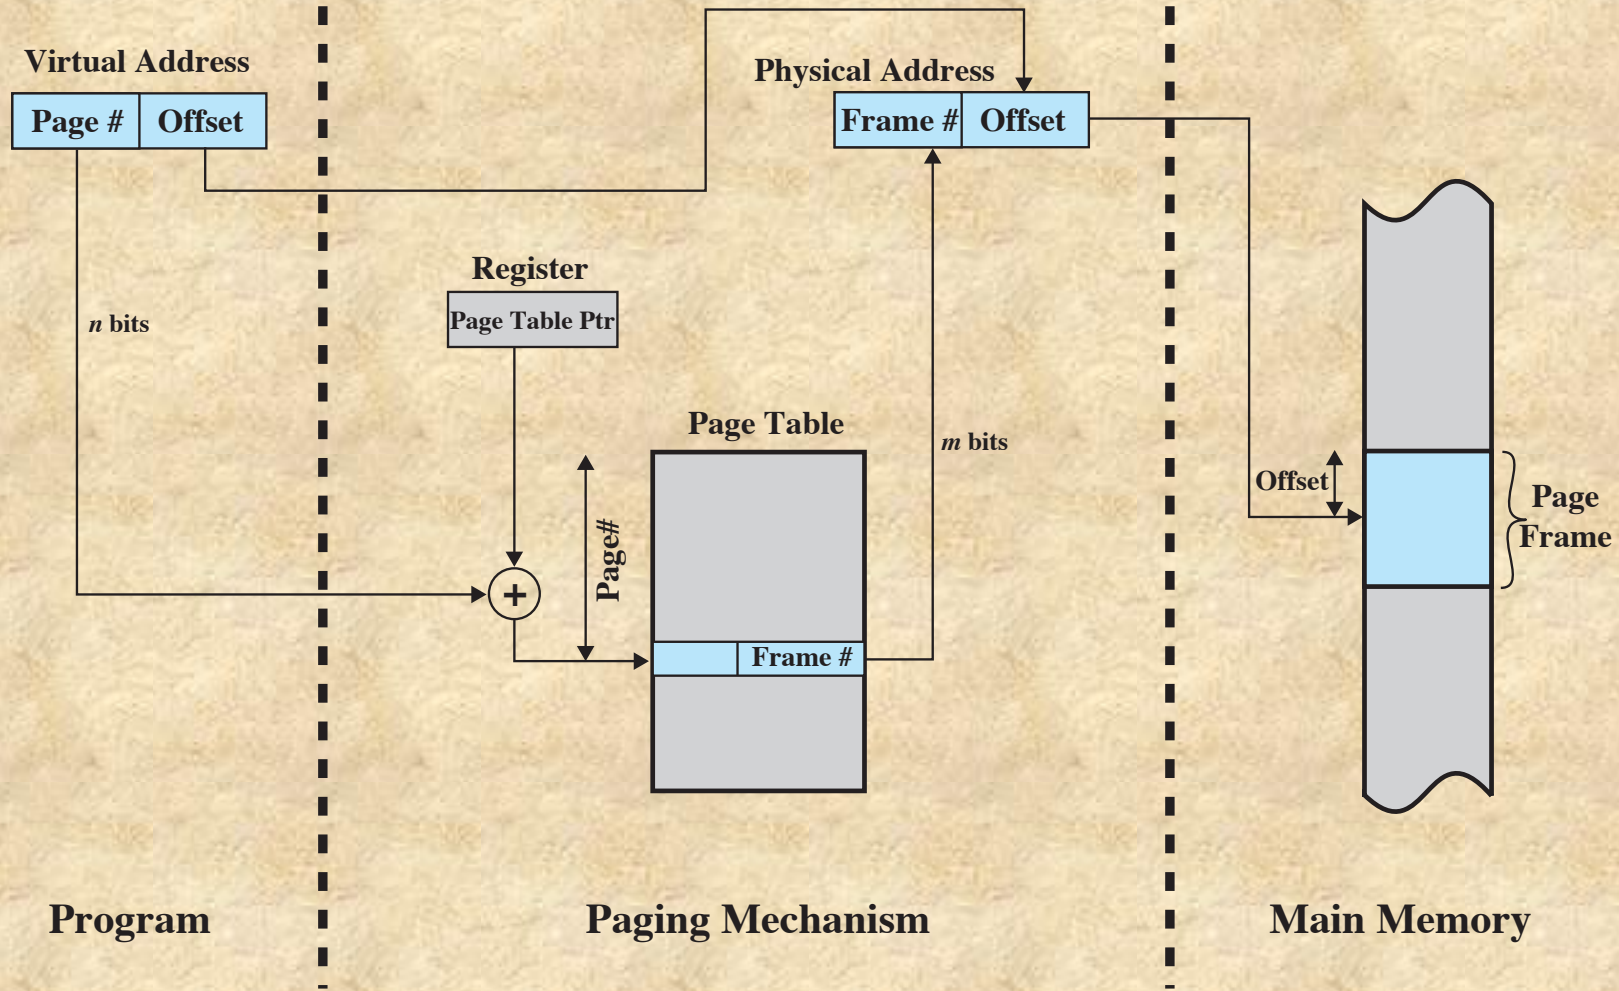 Virtual Address
Page # Offset
Physical Address
Frame # Offset
n bits
Register
Page Table Ptr
Page Table
m bits
Page#
+
Frame #
Offset
Page
Frame
Program
Paging Mechanism
Main Memory